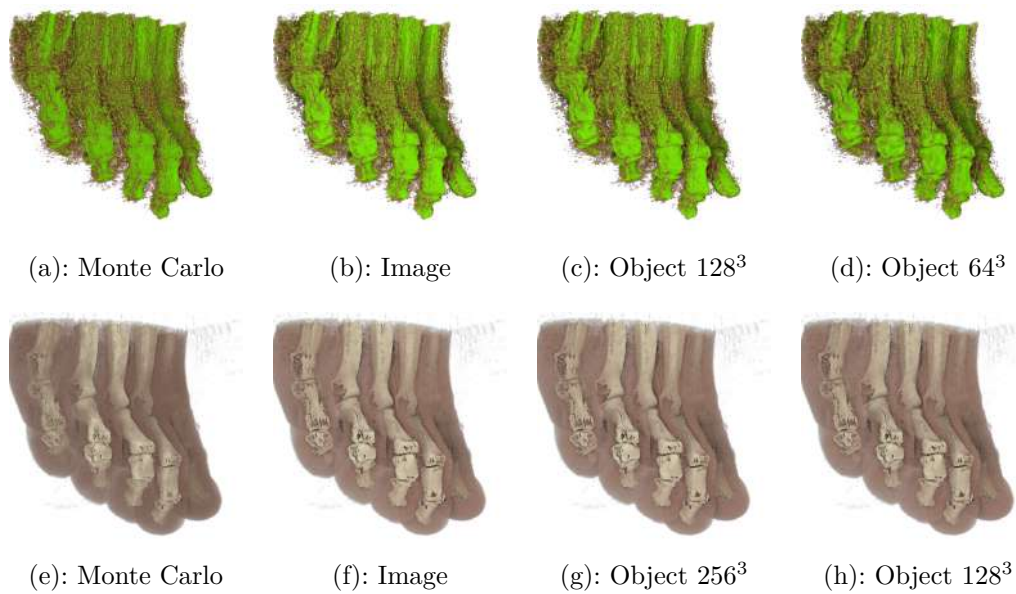 (a): Monte Carlo (b): Image (c): Object 128³ (d): Object 64³
(e): Monte Carlo (f): Image (g): Object 256³ (h): Object 128³